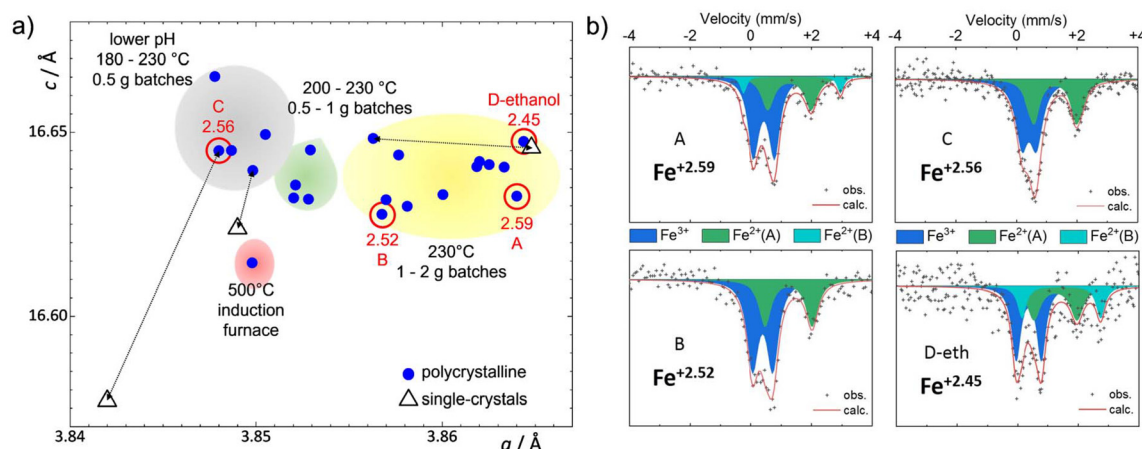 a)
c / Å
16.65
16.60
3.84
3.85
3.86
a / Å
lower pH
180 - 230 °C
0.5 g batches
200 - 230 °C
0.5 - 1 g batches
D-ethanol
2.45
C
2.56
2.52
B
2.59
A
230°C
1 - 2 g batches
500°C
induction
furnace
polycrystalline
single-crystals
b)
Velocity (mm/s)
-4 -2 0 +2 +4
A
Fe+2.59
obs.
calc.
Velocity (mm/s)
-4 -2 0 +2 +4
C
Fe+2.56
obs.
calc.
Fe3+ Fe2+(A) Fe2+(B)
Fe3+ Fe2+(A) Fe2+(B)
B
Fe+2.52
obs.
calc.
D-eth
Fe+2.45
obs.
calc.